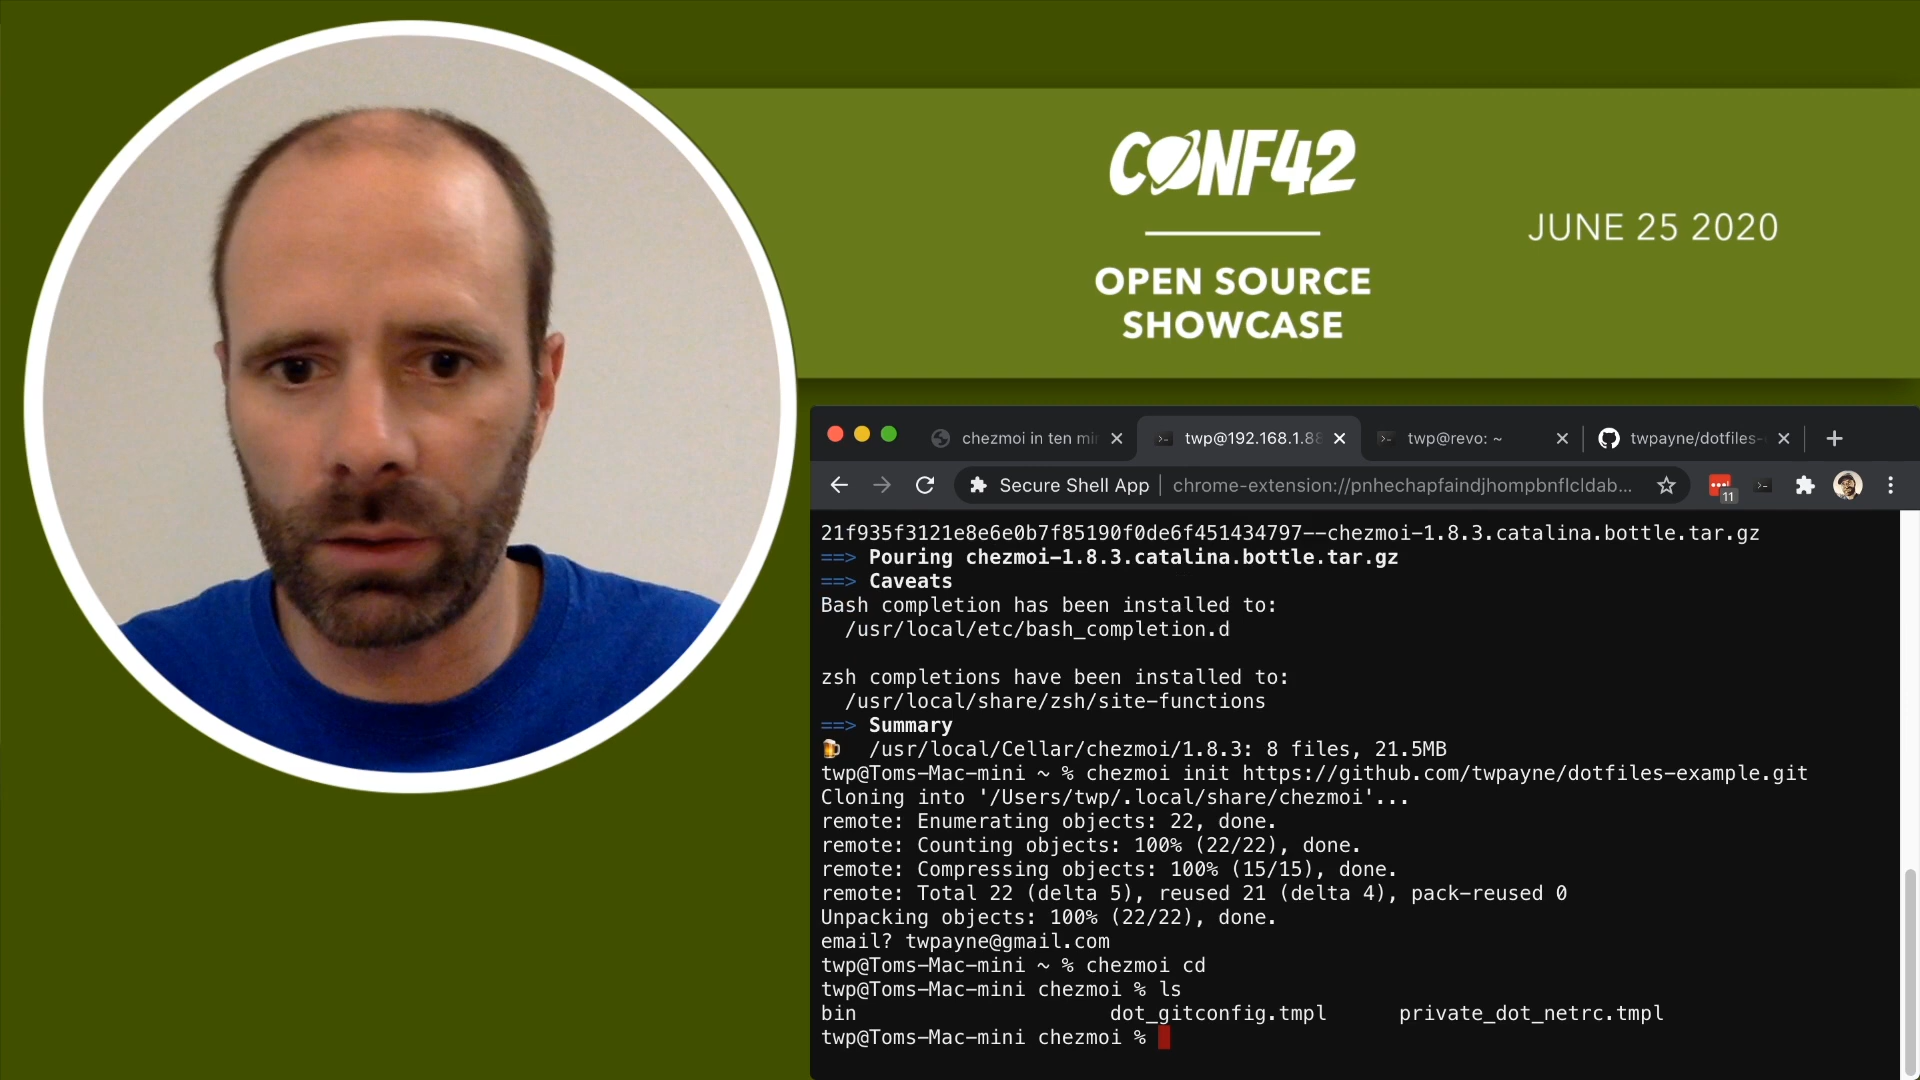 CONF42
OPEN SOURCE
SHOWCASE
JUNE 25 2020
chezmoi in ten mi
twp@192.168.1.88
twp@revo: ~
twpayne/dotfiles-
Secure Shell App | chrome-extension://pnhechapfaindjhompbnflcldab...
11
21f935f3121e8e6e0b7f85190f0de6f451434797--chezmoi-1.8.3.catalina.bottle.tar.gz
==> Pouring chezmoi-1.8.3.catalina.bottle.tar.gz
==> Caveats
Bash completion has been installed to:
/usr/local/etc/bash_completion.d
zsh completions have been installed to:
/usr/local/share/zsh/site-functions
==> Summary
🍺 /usr/local/Cellar/chezmoi/1.8.3: 8 files, 21.5MB
twp@Toms-Mac-mini ~ % chezmoi init https://github.com/twpayne/dotfiles-example.git
Cloning into '/Users/twp/.local/share/chezmoi'...
remote: Enumerating objects: 22, done.
remote: Counting objects: 100% (22/22), done.
remote: Compressing objects: 100% (15/15), done.
remote: Total 22 (delta 5), reused 21 (delta 4), pack-reused 0
Unpacking objects: 100% (22/22), done.
email? twpayne@gmail.com
twp@Toms-Mac-mini ~ % chezmoi cd
twp@Toms-Mac-mini chezmoi % ls
bin dot_gitconfig.tmpl private_dot_netrc.tmpl
twp@Toms-Mac-mini chezmoi %